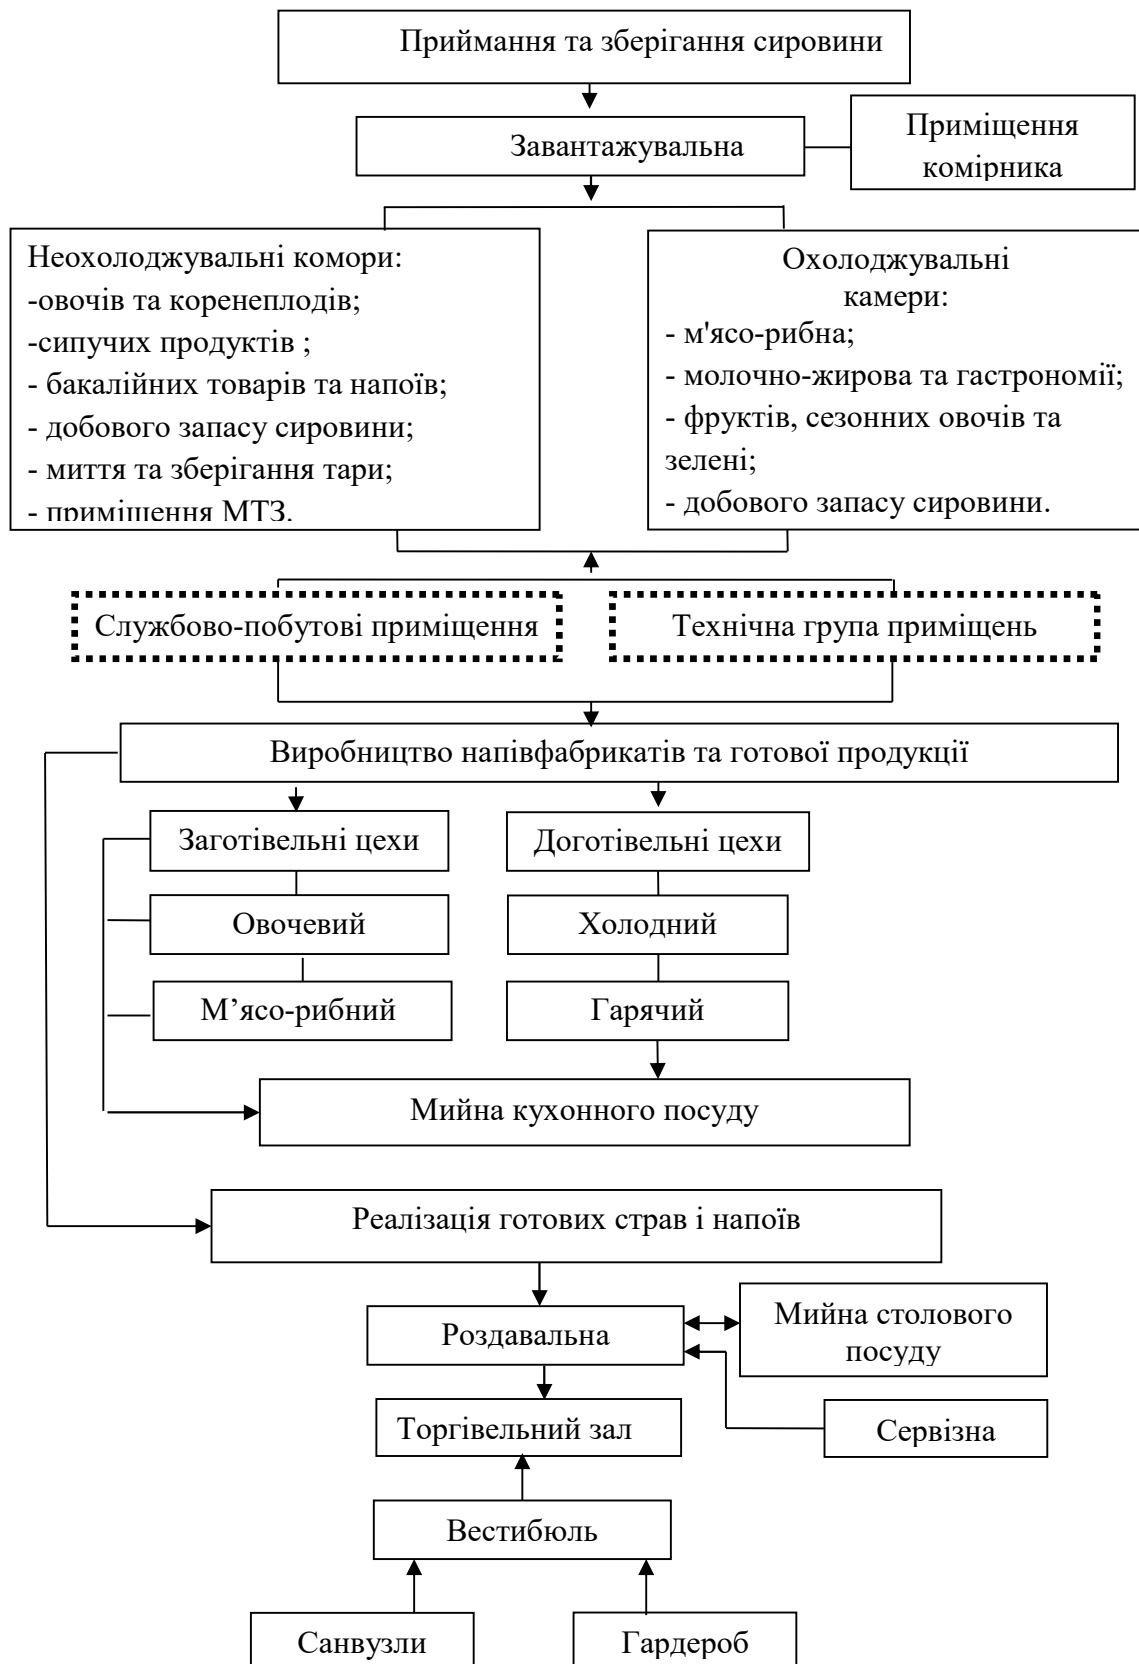 Приймання та зберігання сировини
Завантажувальна
Приміщення
комірника
Неохолоджувальні комори:
-овочів та коренеплодів;
-сипучих продуктів ;
- бакалійних товарів та напоїв;
- добового запасу сировини;
- миття та зберігання тари;
- приміщення МТЗ.
Охолоджувальні
камери:
- м'ясо-рибна;
- молочно-жирова та гастрономії;
- фруктів, сезонних овочів та
зелені;
- добового запасу сировини.
Службово-побутові приміщення
Технічна група приміщень
Виробництво напівфабрикатів та готової продукції
Заготівельні цехи
Доготівельні цехи
Овочевий
Холодний
М’ясо-рибний
Гарячий
Мийна кухонного посуду
Реалізація готових страв і напоїв
Роздавальна
Мийна столового
посуду
Торгівельний зал
Сервізна
Вестибюль
Санвузли
Гардероб